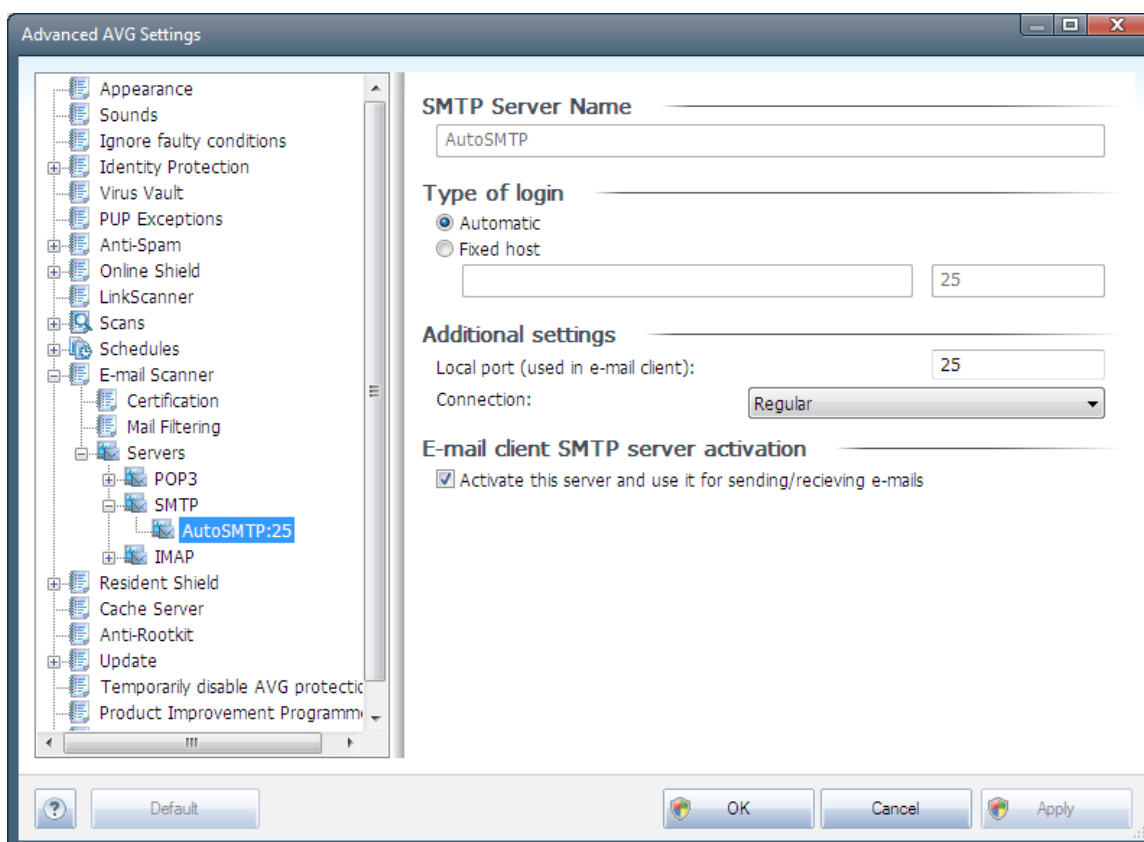 Advanced AVG Settings
Appearance
Sounds
Ignore faulty conditions
Identity Protection
Virus Vault
PUP Exceptions
Anti-Spam
Online Shield
LinkScanner
Scans
Schedules
E-mail Scanner
Certification
Mail Filtering
Servers
POP3
SMTP
AutoSMTP:25
IMAP
Resident Shield
Cache Server
Anti-Rootkit
Update
Temporarily disable AVG protectic
Product Improvement Programm
SMTP Server Name
AutoSMTP
Type of login
Automatic
Fixed host
25
Additional settings
Local port (used in e-mail client): 25
Connection: Regular
E-mail client SMTP server activation
Activate this server and use it for sending/recieving e-mails
? Default OK Cancel Apply